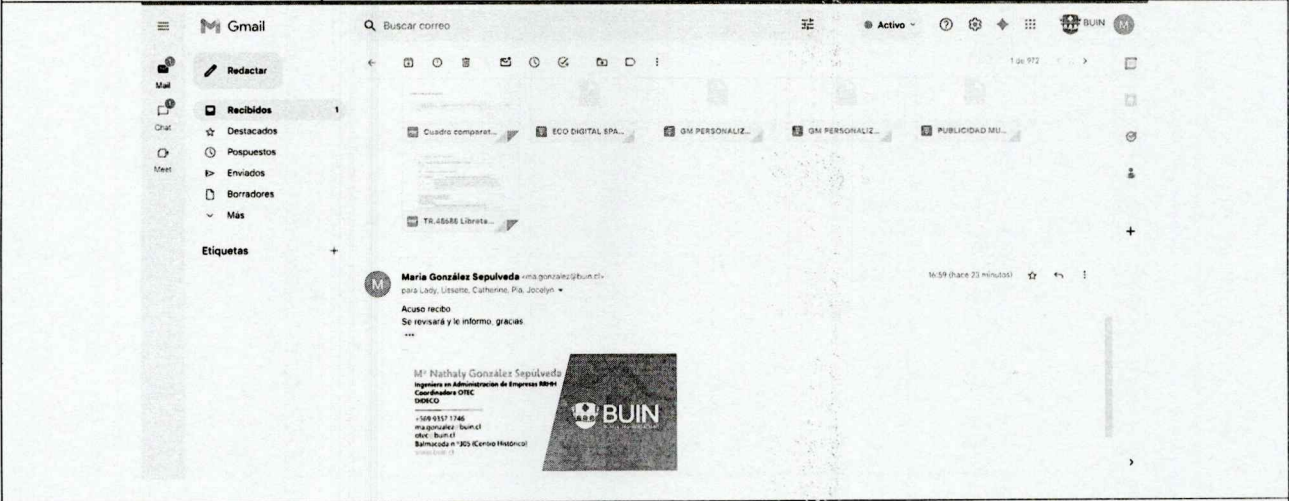 Gmail
Buscar correo
Activo
BUIN
M
Mail
Redactar
1 de 972
Recibidos 1
Chat
Destacados
Cuadro comparat...
ECO DIGITAL SPA...
GM PERSONALIZ...
GM PERSONALIZ...
PUBLICIDAD MU...
Meet
Pospuestos
Enviados
Borradores
Más
Etiquetas +
TR.48688 Libreta...
M
Maria González Sepulveda
16:59 (hace 23 minutos)
para Lady, Lissette, Catherine, Pia, Jocelyn
Acuso recibo
Se revisará y le informo, gracias.
...
Mª Nathaly González Sepúlveda
Ingeniera en Administracion de Empresas RRHH
Coordinadora OTEC
DIDECO
Balmaceda n °305 (Centro Histórico)
BUIN